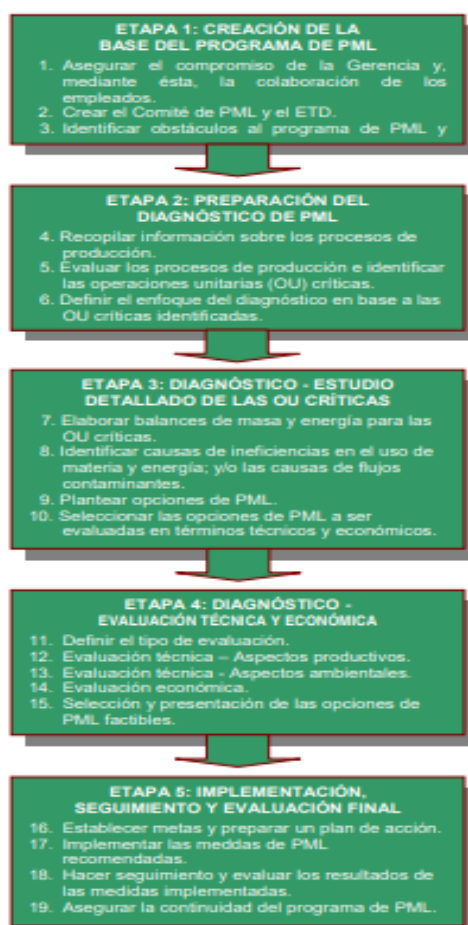 ETAPA 1: CREACIÓN DE LA
BASE DEL PROGRAMA DE PML
1. Asegurar el compromiso de la Gerencia y,
mediante ésta, la colaboración de los
empleados.
2. Crear el Comité de PML y el ETD.
3. Identificar obstáculos al programa de PML y
ETAPA 2: PREPARACIÓN DEL
DIAGNÓSTICO DE PML
4. Recopilar información sobre los procesos de
producción.
5. Evaluar los procesos de producción e identificar
las operaciones unitarias (OU) críticas.
6. Definir el enfoque del diagnóstico en base a las
OU críticas identificadas.
ETAPA 3: DIAGNÓSTICO - ESTUDIO
DETALLADO DE LAS OU CRÍTICAS
7. Elaborar balances de masa y energía para las
OU críticas.
8. Identificar causas de ineficiencias en el uso de
materia y energía; y/o las causas de flujos
contaminantes.
9. Plantear opciones de PML.
10. Seleccionar las opciones de PML a ser
evaluadas en términos técnicos y económicos.
ETAPA 4: DIAGNÓSTICO -
EVALUACIÓN TÉCNICA Y ECONÓMICA
11. Definir el tipo de evaluación.
12. Evaluación técnica – Aspectos productivos.
13. Evaluación técnica - Aspectos ambientales.
14. Evaluación económica.
15. Selección y presentación de las opciones de
PML factibles.
ETAPA 5: IMPLEMENTACIÓN,
SEGUIMIENTO Y EVALUACIÓN FINAL
16. Establecer metas y preparar un plan de acción.
17. Implementar las meddas de PML
recomendadas.
18. Hacer seguimiento y evaluar los resultados de
las medidas implementadas.
19. Asegurar la continuidad del programa de PML.